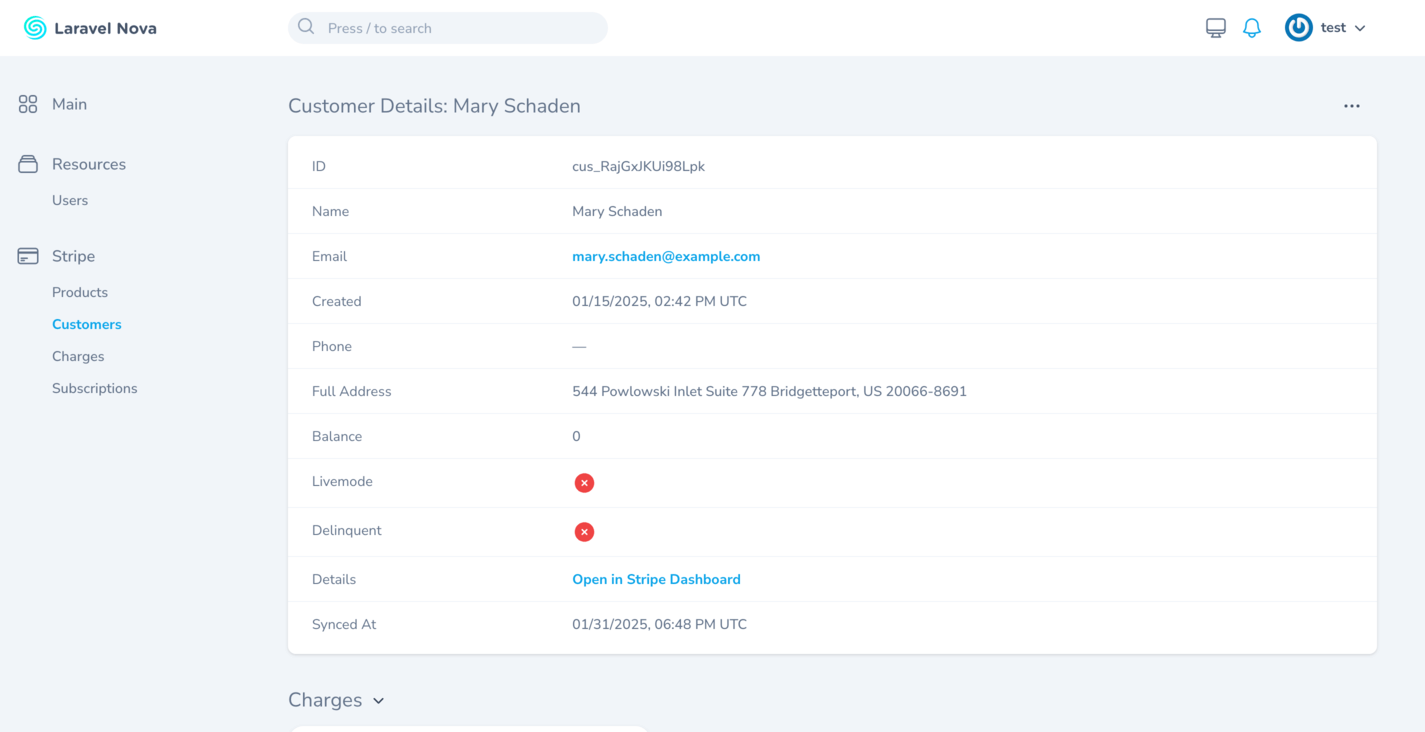 Laravel Nova
Press / to search
test
Main
Resources
Users
Stripe
Products
Customers
Charges
Subscriptions
Customer Details: Mary Schaden
ID cus_RajGxJKUi98Lpk
Name Mary Schaden
Email mary.schaden@example.com
Created 01/15/2025, 02:42 PM UTC
Phone —
Full Address 544 Powlowski Inlet Suite 778 Bridgetteport, US 20066-8691
Balance 0
Livemode
Delinquent
Details Open in Stripe Dashboard
Synced At 01/31/2025, 06:48 PM UTC
Charges